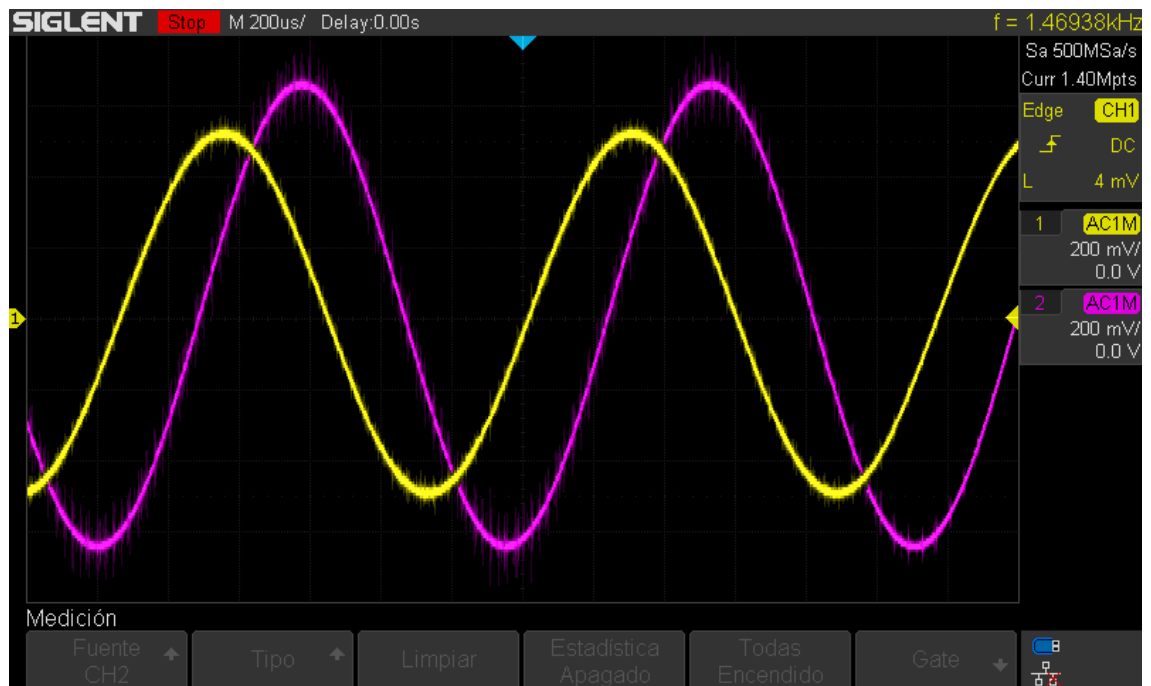 SIGLENT Stop M 200us/ Delay:0.00s f = 1.46938kHz
Sa 500MSa/s
Curr 1.40Mpts
Edge CH1
DC
L 4 mV
1 AC1M
200 mV/
0.0 V
2 AC1M
200 mV/
0.0 V
1
Medición
Fuente
CH2
Tipo
Limpiar
Estadística
Apagado
Todas
Encendido
Gate